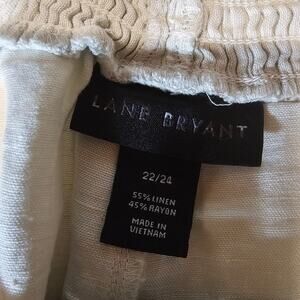 LANE BRYANT
22/24
55% LINEN
45% RAYON
MADE IN
VIETNAM